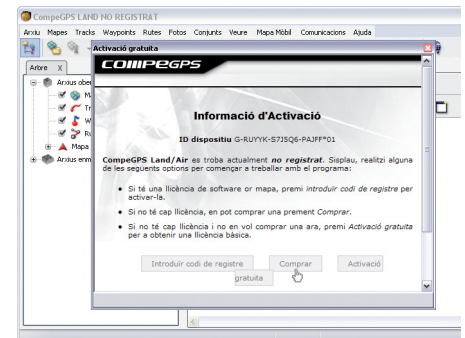 CompeGPS LAND NO REGISTRAT
Arxiu Mapes Tracks Waypoints Rutes Fotos Conjunts Veure Mapa Mòbil Comunicacions Ajuda
Activació gratuita
Arbre X
COMPEGPS
Arxius ober
Informació d'Activació
ID dispositiu G-RUYYK-S7J5Q6-PAJFF*01
Mapa
Arxius enm
CompeGPS Land/Air es troba actualment no registrat. Sisplau, realitzi alguna
de les següents options per començar a treballar amb el programa:
• Si té una llicència de software or mapa, premi introduir codi de registre per
activar-la.
• Si no té cap llicència, en pot comprar una prement Comprar.
• Si no té cap llicència i no en vol comprar una ara, premi Activació gratuita
per a obtenir una llicència bàsica.
Introduir codi de registre Comprar Activació
gratuita